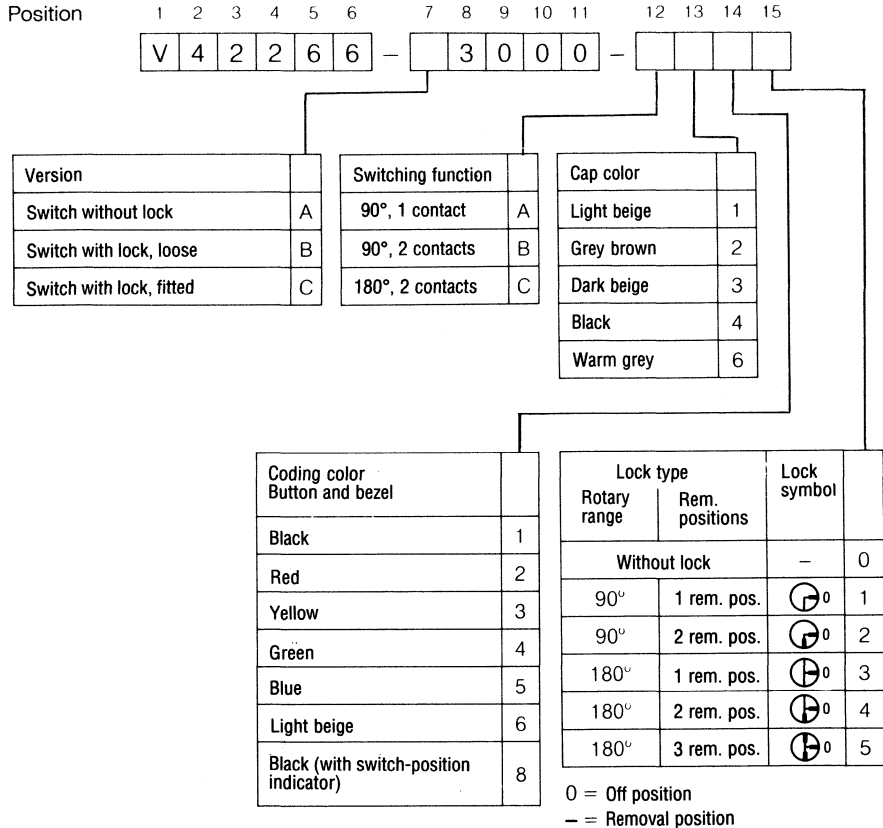 Position 1 2 3 4 5 6 7 8 9 10 11 12 13 14 15
V 4 2 2 6 6 – 3 0 0 0 –
Version
Switch without lock A
Switch with lock, loose B
Switch with lock, fitted C
Switching function
90°, 1 contact A
90°, 2 contacts B
180°, 2 contacts C
Cap color
Light beige 1
Grey brown 2
Dark beige 3
Black 4
Warm grey 6
Coding color
Button and bezel
Black 1
Red 2
Yellow 3
Green 4
Blue 5
Light beige 6
Black (with switch-position
indicator) 8
Lock type
Rotary
range
Rem.
positions
Lock
symbol
Without lock – 0
90° 1 rem. pos. 0 1
90° 2 rem. pos. 0 2
180° 1 rem. pos. 0 3
180° 2 rem. pos. 0 4
180° 3 rem. pos. 0 5
0 = Off position
– = Removal position